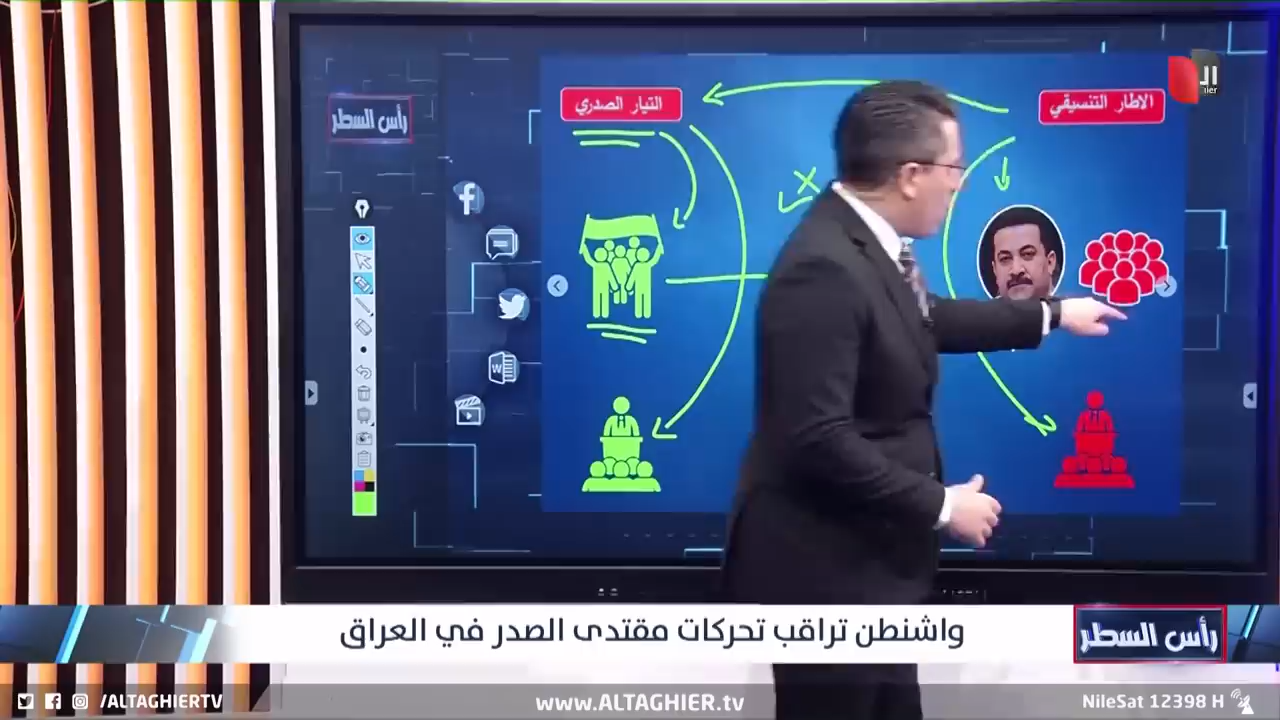 رأس السطر
التيار الصدري
الاطار التنسيقي
واشنطن تراقب تحركات مقتدى الصدر في العراق
رأس السطر
/ALTAGHIERTV
www.ALTAGHIER.tv
NileSat 12398 H